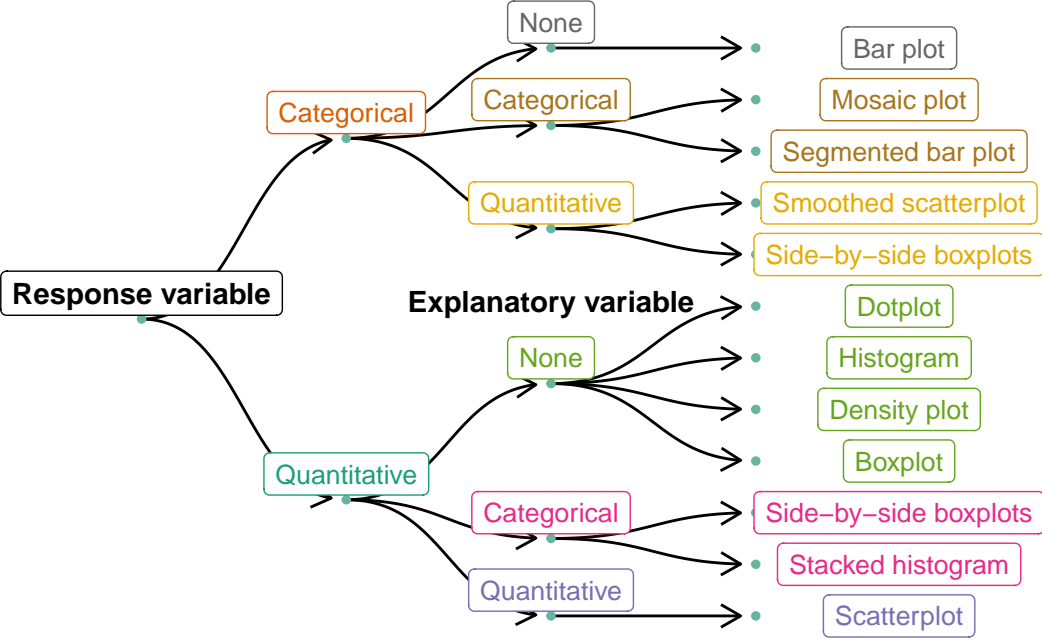 None
Bar plot
Categorical
Categorical
Mosaic plot
Segmented bar plot
Quantitative
Smoothed scatterplot
Side−by−side boxplots
Response variable
Explanatory variable
Dotplot
None
Histogram
Density plot
Boxplot
Quantitative
Categorical
Side−by−side boxplots
Stacked histogram
Quantitative
Scatterplot